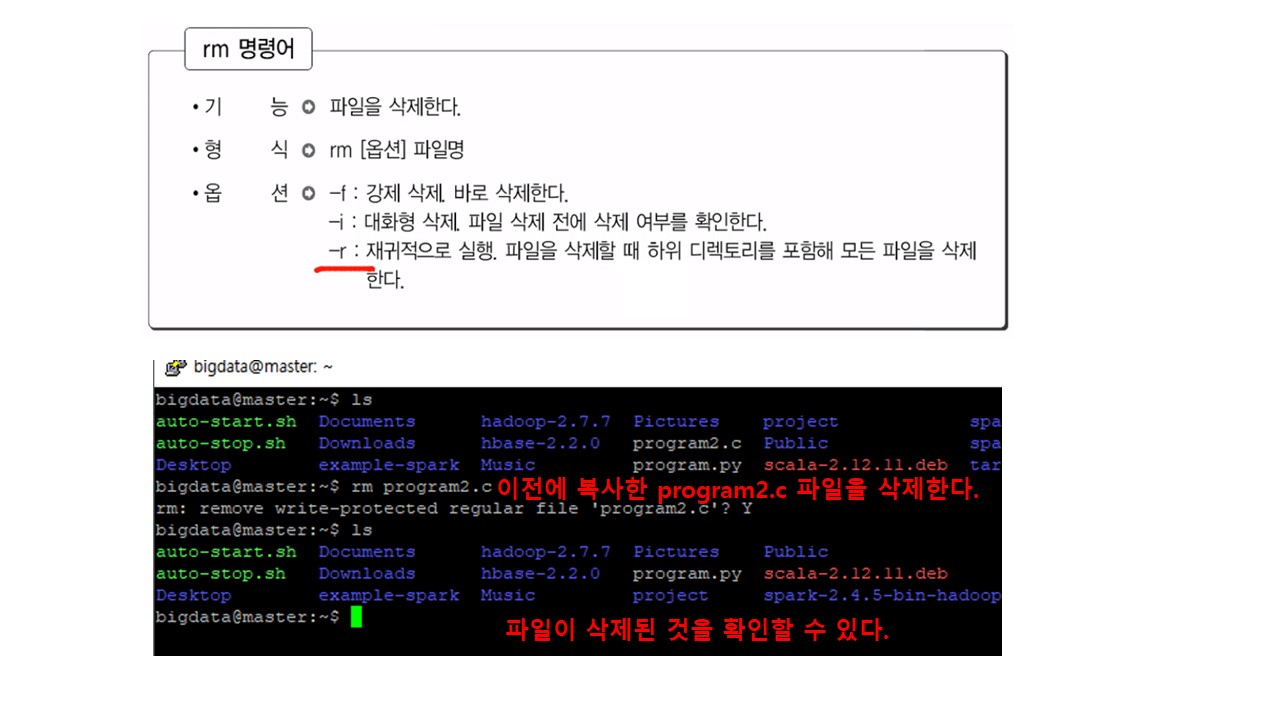 rm 명령어
• 기 능 ➲ 파일을 삭제한다.
• 형 식 ➲ rm [옵션] 파일명
• 옵 션 ➲ -f : 강제 삭제. 바로 삭제한다.
-i : 대화형 삭제. 파일 삭제 전에 삭제 여부를 확인한다.
-r : 재귀적으로 실행. 파일을 삭제할 때 하위 디렉토리를 포함해 모든 파일을 삭제
한다.
bigdata@master: ~
bigdata@master:~$ ls
auto-start.sh Documents hadoop-2.7.7 Pictures project spa
auto-stop.sh Downloads hbase-2.2.0 program2.c Public spa
Desktop example-spark Music program.py scala-2.12.11.deb tar
bigdata@master:~$ rm program2.c 이전에 복사한 program2.c 파일을 삭제한다.
rm: remove write-protected regular file 'program2.c'? Y
bigdata@master:~$ ls
auto-start.sh Documents hadoop-2.7.7 Pictures Public
auto-stop.sh Downloads hbase-2.2.0 program.py scala-2.12.11.deb
Desktop example-spark Music project spark-2.4.5-bin-hadoop
bigdata@master:~$
파일이 삭제된 것을 확인할 수 있다.